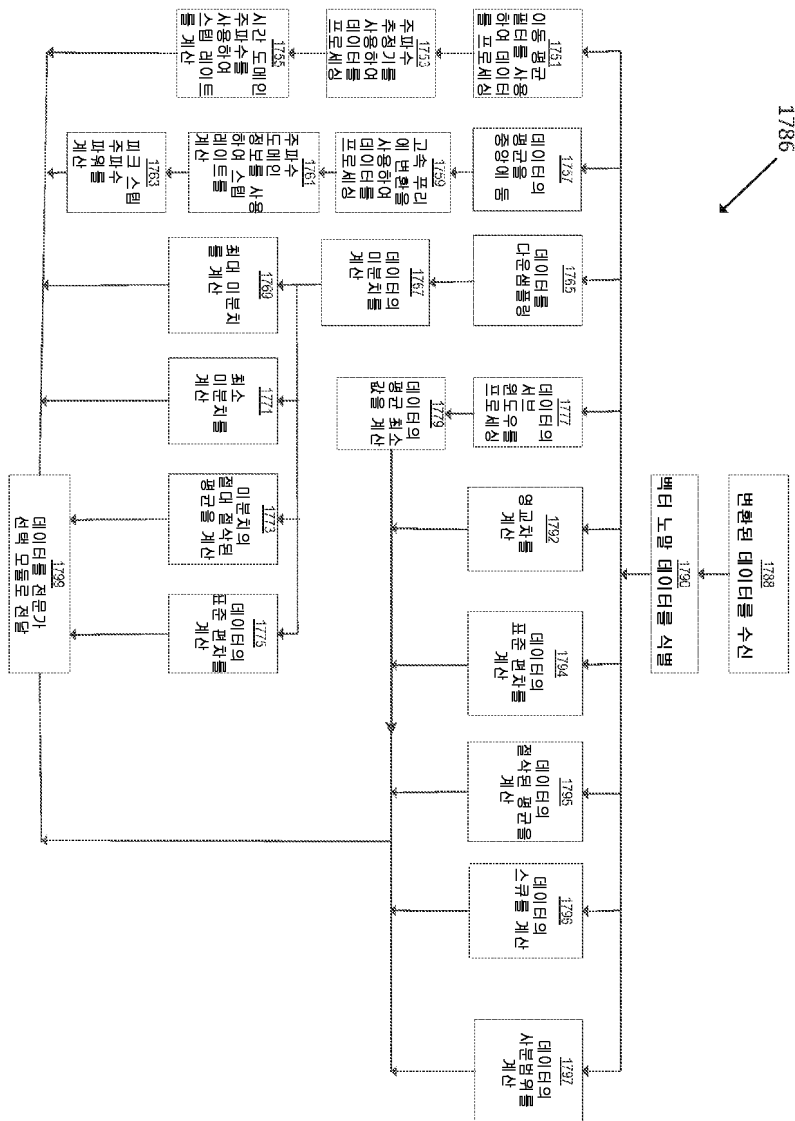 1786
1788
변환된 데이터를 수신
1790
벡터 노말 데이터를 식별
1751
이동 평균
필터를 사용
하여 데이터
를 프로세싱
1757
데이터의
평균을
중앙에 둠
1765
데이터를
다운샘플링
1777
데이터의
서브
윈도우를
프로세싱
1792
영교차를
계산
1794
데이터의
표준 편차를
계산
1795
데이터의
절삭된 평균을
계산
1796
데이터의
스큐를 계산
1797
데이터의
사분범위를
계산
1753
주파수
추정기를
사용하여
데이터를
프로세싱
1759
고속 푸리
에 변환을
사용하여
데이터를
프로세싱
1767
데이터의
미분치를
계산
1779
데이터의
평균 최소
값을 계산
1755
시간 도메인
주파수를
사용하여
스텝 레이트
를 계산
1761
주파수
도메인
정보를 사용
하여 스텝
레이트를
계산
1763
피크 스텝
주파수
파워를
계산
1769
최대 미분치
를 계산
1771
최소
미분치를
계산
1773
미분치의
절대 절삭된
평균을 계산
1775
데이터의
표준 편차를
계산
1799
데이터를 전문가
선택 모듈로 전달